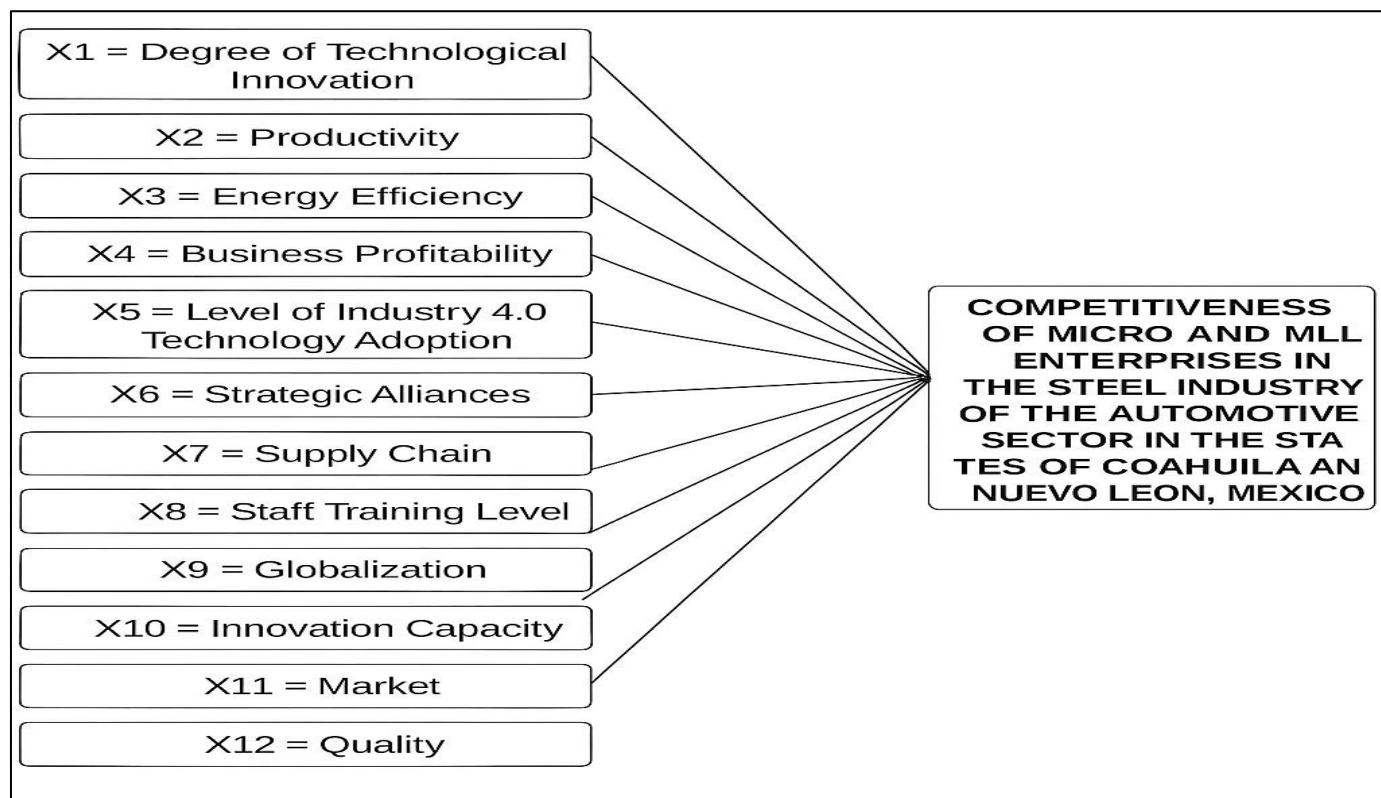 X1 = Degree of Technological
Innovation
X2 = Productivity
X3 = Energy Efficiency
X4 = Business Profitability
X5 = Level of Industry 4.0
Technology Adoption
X6 = Strategic Alliances
X7 = Supply Chain
X8 = Staff Training Level
X9 = Globalization
X10 = Innovation Capacity
X11 = Market
X12 = Quality
COMPETITIVENESS
OF MICRO AND MLL
ENTERPRISES IN
THE STEEL INDUSTRY
OF THE AUTOMOTIVE
SECTOR IN THE STA
TES OF COAHUILA AN
NUEVO LEON, MEXICO